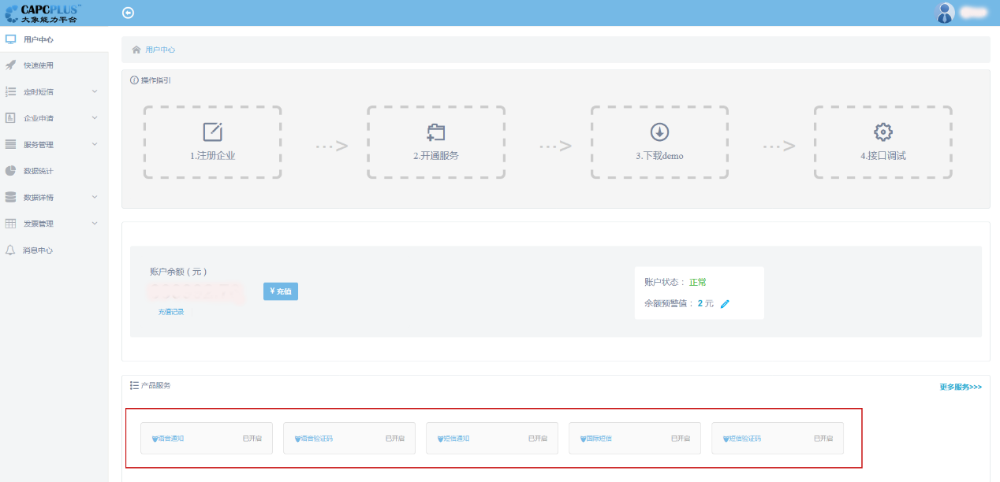 CAPCPLUS™
大象能力平台
用户中心
快速使用
定时短信
企业申请
服务管理
数据统计
数据详情
发票管理
消息中心
用户中心
操作指引
1.注册企业 ...> 2.开通服务 ...> 3.下载demo ...> 4.接口调试
账户余额 ( 元 )
¥ 充值
充值记录
账户状态： 正常
余额预警值： 2 元
产品服务
更多服务>>>
语音通知 已开启 语音验证码 已开启 短信通知 已开启 国际短信 已开启 短信验证码 已开启